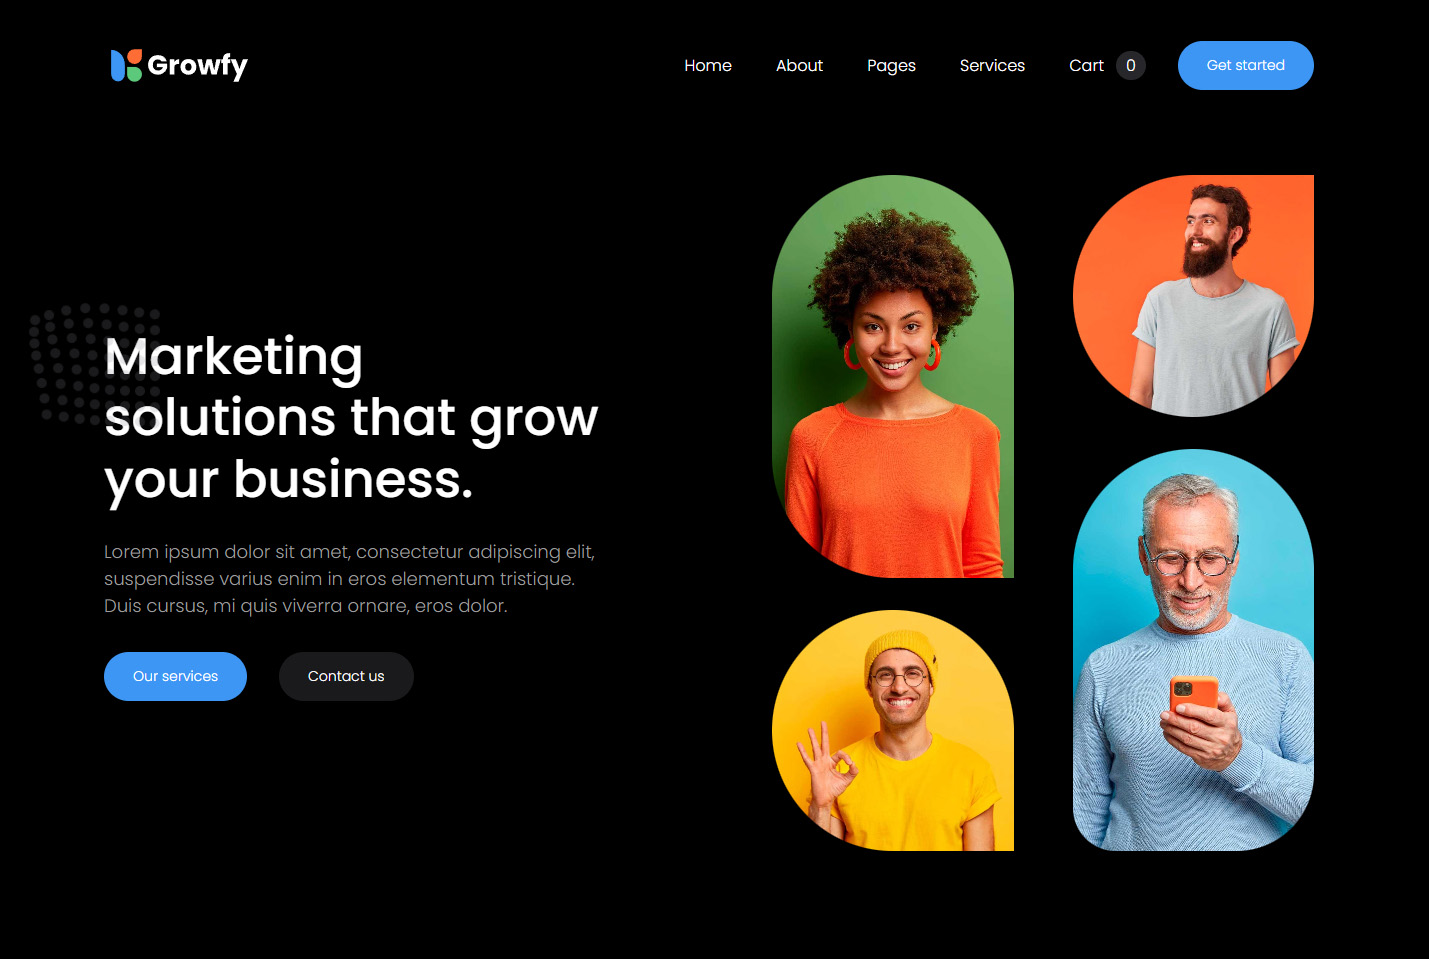 Growfy
Home About Pages Services Cart 0 Get started
Marketing
solutions that grow
your business.
Lorem ipsum dolor sit amet, consectetur adipiscing elit,
suspendisse varius enim in eros elementum tristique.
Duis cursus, mi quis viverra ornare, eros dolor.
Our services Contact us